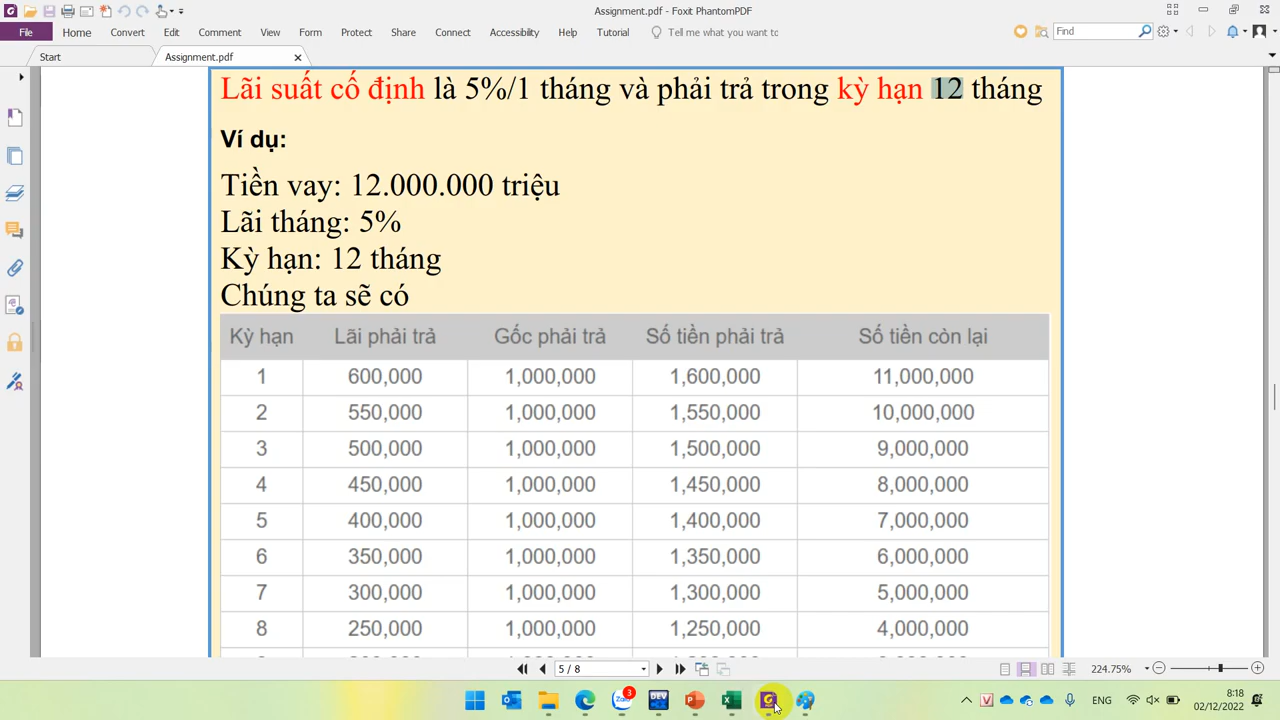 Assignment.pdf - Foxit PhantomPDF
File Home Convert Edit Comment View Form Protect Share Connect Accessibility Help Tutorial Tell me what you want to Find
Start Assignment.pdf
Lãi suất cố định là 5%/1 tháng và phải trả trong kỳ hạn 12 tháng
Ví dụ:
Tiền vay: 12.000.000 triệu
Lãi tháng: 5%
Kỳ hạn: 12 tháng
Chúng ta sẽ có
Kỳ hạn Lãi phải trả Gốc phải trả Số tiền phải trả Số tiền còn lại
1 600,000 1,000,000 1,600,000 11,000,000
2 550,000 1,000,000 1,550,000 10,000,000
3 500,000 1,000,000 1,500,000 9,000,000
4 450,000 1,000,000 1,450,000 8,000,000
5 400,000 1,000,000 1,400,000 7,000,000
6 350,000 1,000,000 1,350,000 6,000,000
7 300,000 1,000,000 1,300,000 5,000,000
8 250,000 1,000,000 1,250,000 4,000,000
5 / 8 224.75%
Zalo 3 DEV ENG 8:18
02/12/2022